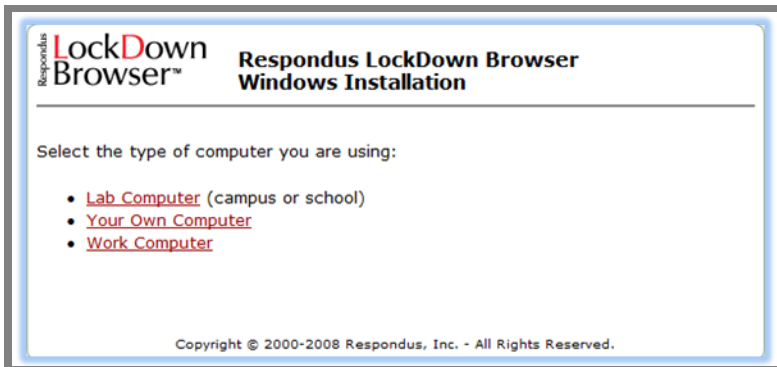 Respondus LockDown Browser™
Respondus LockDown Browser
Windows Installation
Select the type of computer you are using:
• Lab Computer (campus or school)
• Your Own Computer
• Work Computer
Copyright © 2000-2008 Respondus, Inc. - All Rights Reserved.